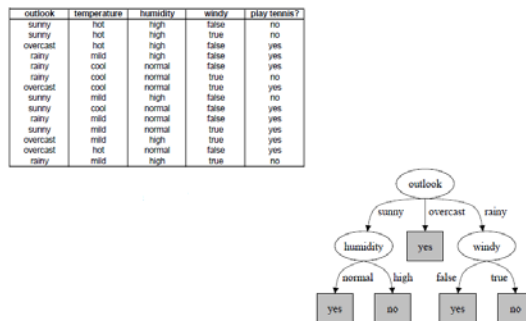 outlook temperature humidity windy play tennis?
sunny hot high false no
sunny hot high true no
overcast hot high false yes
rainy mild high false yes
rainy cool normal false yes
rainy cool normal true no
overcast cool normal true yes
sunny mild high false no
sunny cool normal false yes
rainy mild normal false yes
sunny mild normal true yes
overcast mild high true yes
overcast hot normal false yes
rainy mild high true no
outlook
sunny overcast rainy
humidity yes windy
normal high false true
yes no yes no